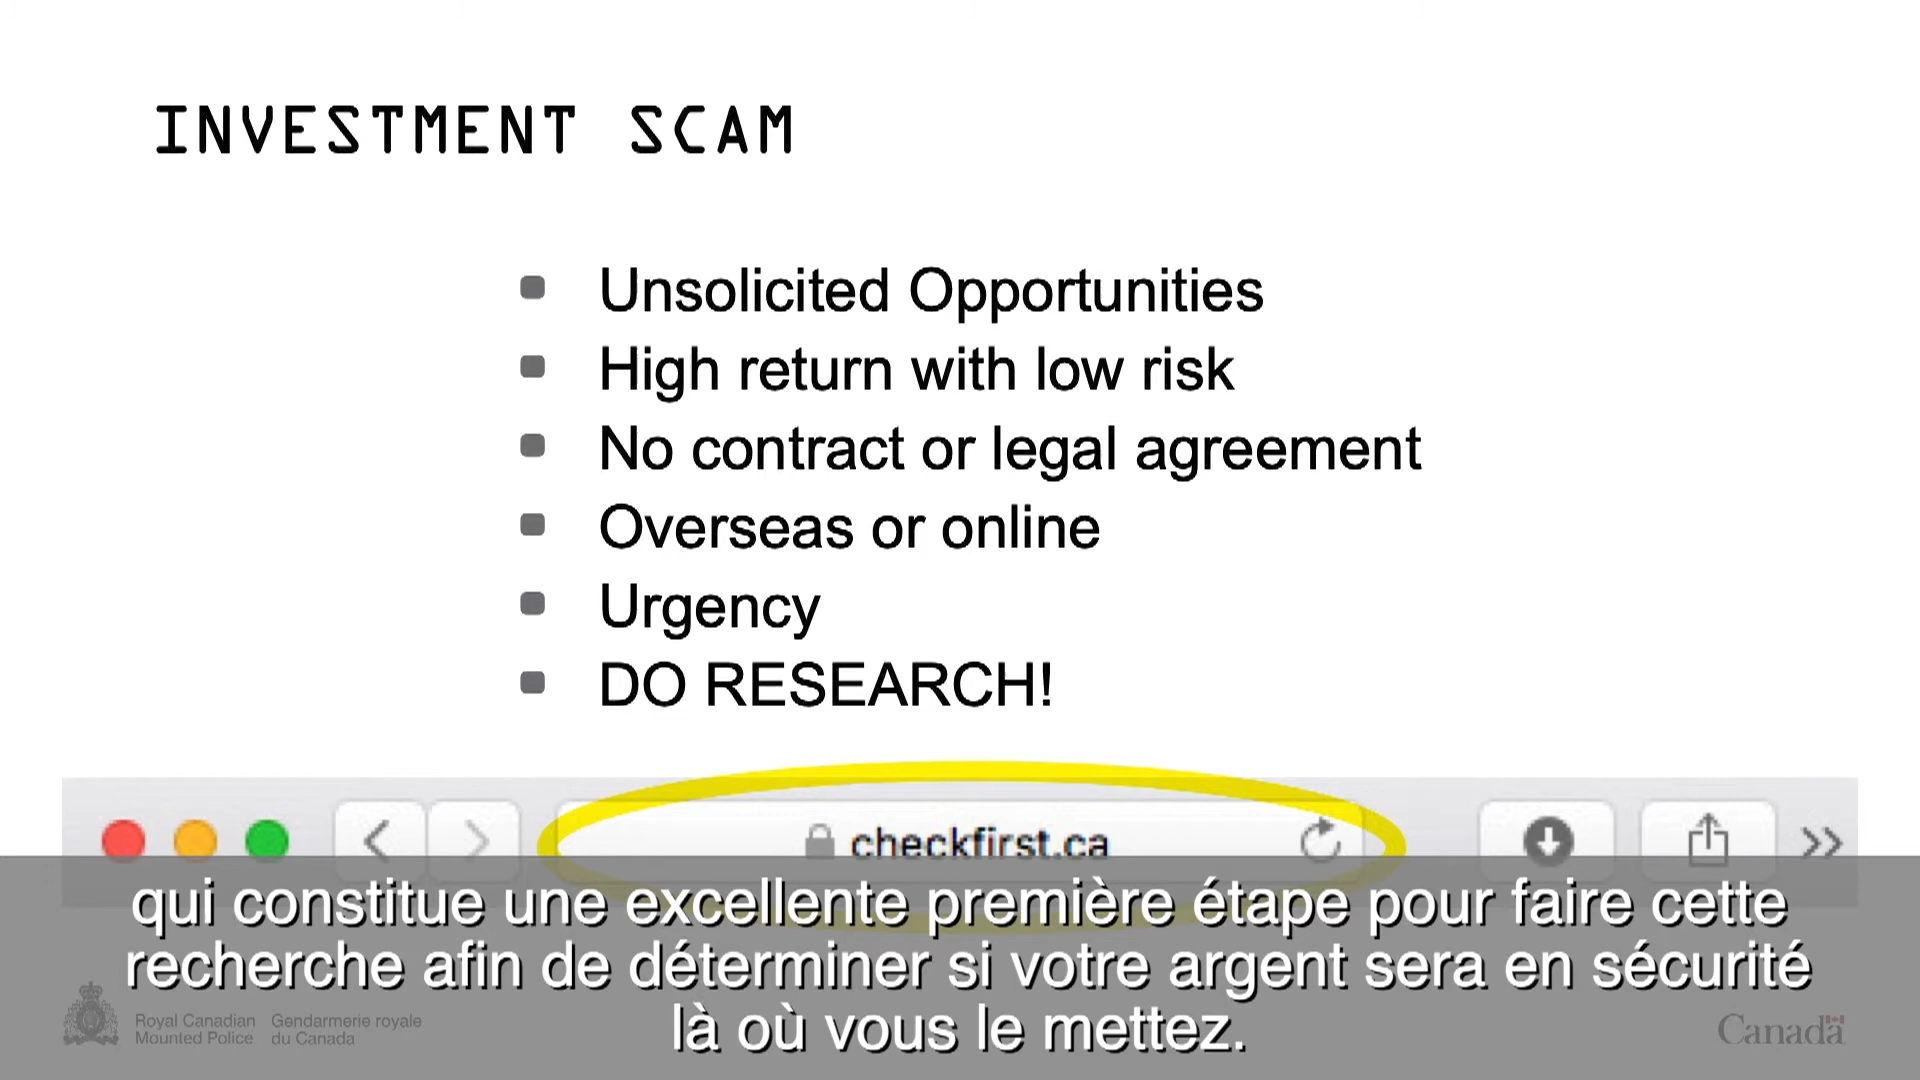 INVESTMENT SCAM
Unsolicited Opportunities
High return with low risk
No contract or legal agreement
Overseas or online
Urgency
DO RESEARCH!
checkfirst.ca
qui constitue une excellente première étape pour faire cette
recherche afin de déterminer si votre argent sera en sécurité
là où vous le mettez.
Royal Canadian Gendarmerie royale
Mounted Police du Canada
Canada